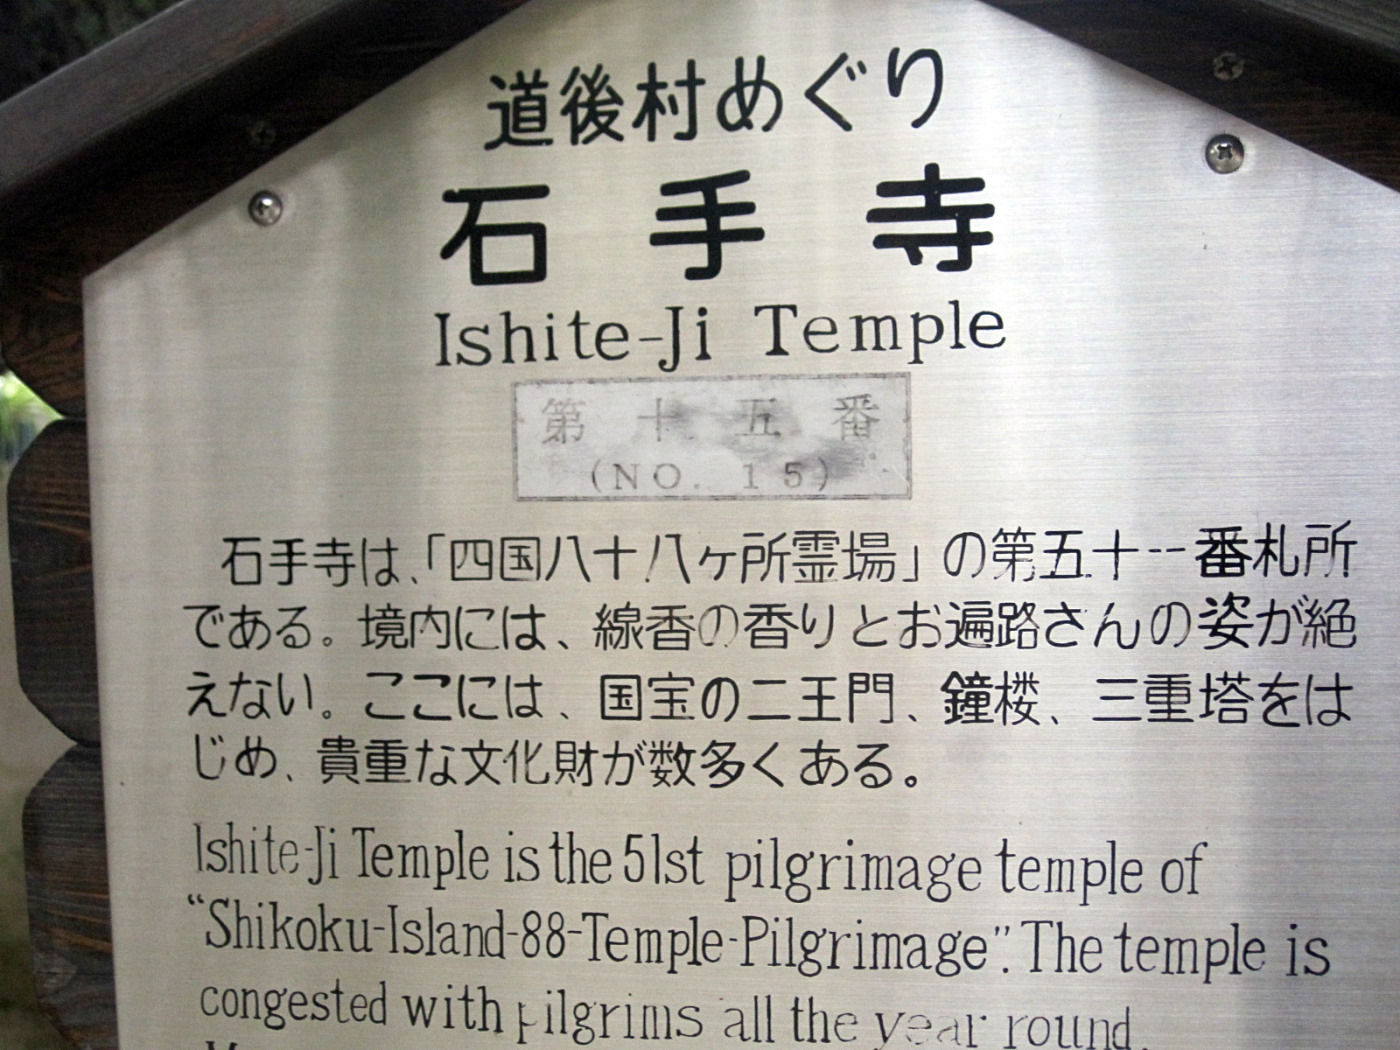 道後村めぐり
石手寺
Ishite-Ji Temple
第十五番
(NO. 15)
石手寺は、「四国八十八ヶ所霊場」の第五十一番札所
である。境内には、線香の香りとお遍路さんの姿が絶
えない。ここには、国宝の二王門、鐘楼、三重塔をは
じめ、貴重な文化財が数多くある。
Ishite-Ji Temple is the 51st pilgrimage temple of
“Shikoku-Island-88-Temple-Pilgrimage”. The temple is
congested with pilgrims all the year round.